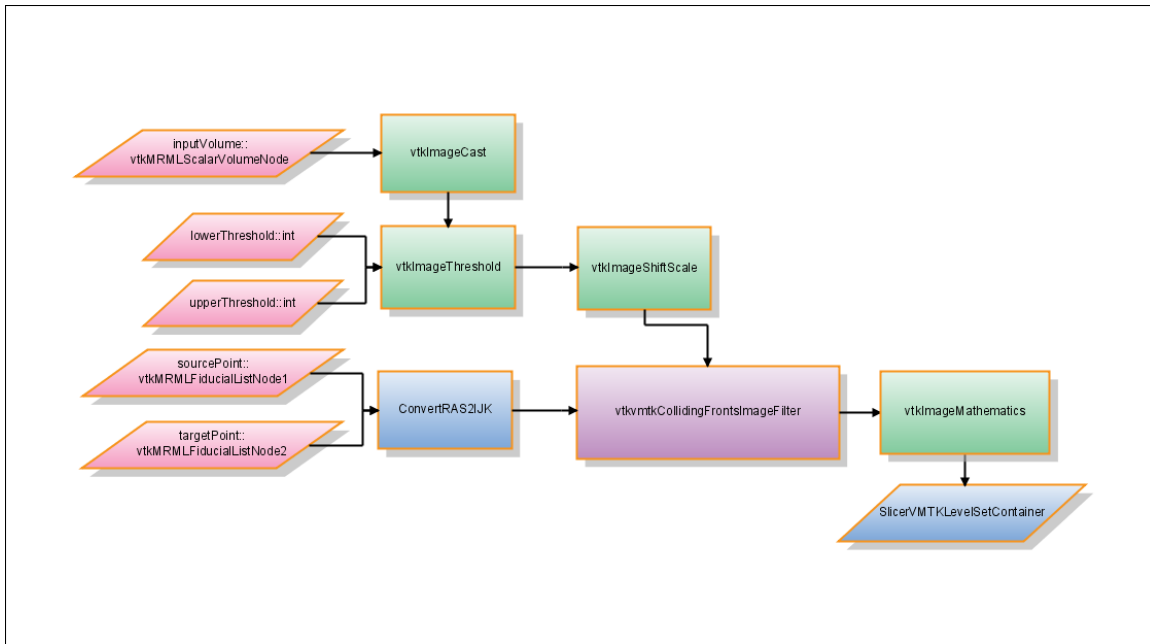 inputVolume::
vtkMRMLScalarVolumeNode
vtkImageCast
lowerThreshold::int
upperThreshold::int
vtkImageThreshold
vtkImageShiftScale
sourcePoint::
vtkMRMLFiducialListNode1
targetPoint::
vtkMRMLFiducialListNode2
ConvertRAS2IJK
vtkvmtkCollidingFrontsImageFilter
vtkImageMathematics
SlicerVMTKLevelSetContainer